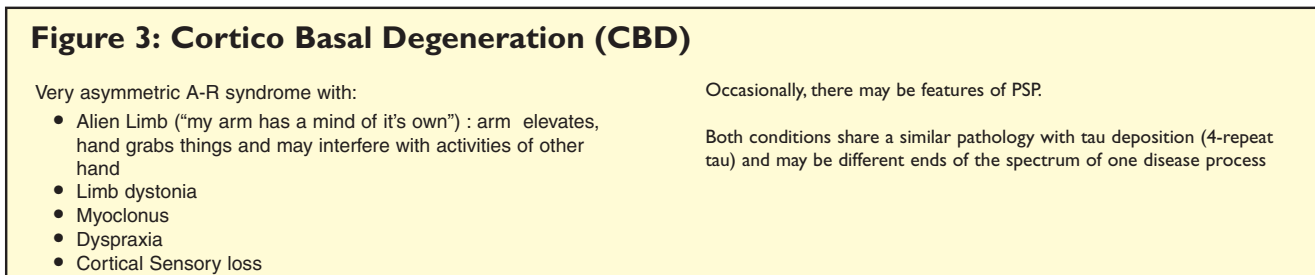 Figure 3: Cortico Basal Degeneration (CBD)
Very asymmetric A-R syndrome with:
• Alien Limb (“my arm has a mind of it’s own”) : arm elevates,
hand grabs things and may interfere with activities of other
hand
• Limb dystonia
• Myoclonus
• Dyspraxia
• Cortical Sensory loss
Occasionally, there may be features of PSP.
Both conditions share a similar pathology with tau deposition (4-repeat
tau) and may be different ends of the spectrum of one disease process